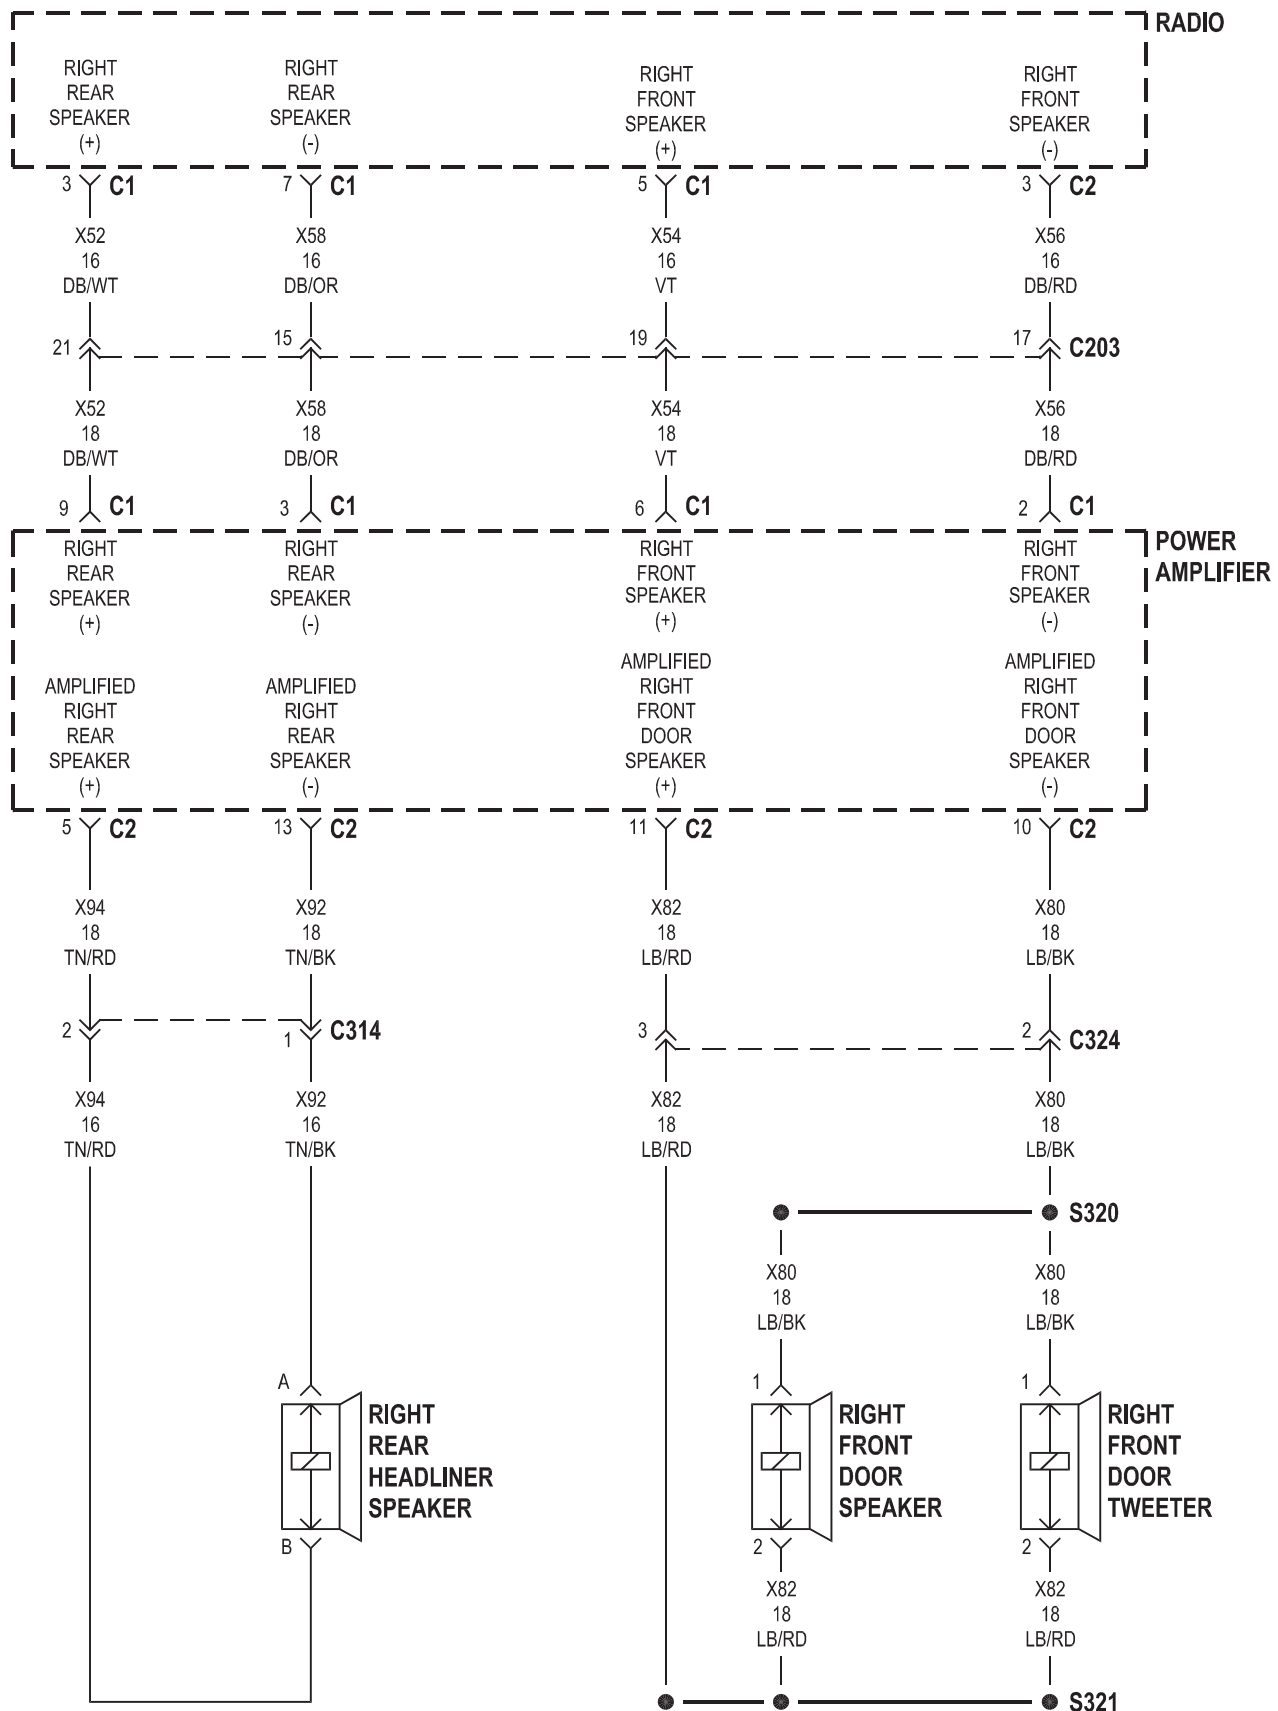 RADIO
RIGHT
REAR
SPEAKER
(+)
RIGHT
REAR
SPEAKER
(-)
RIGHT
FRONT
SPEAKER
(+)
RIGHT
FRONT
SPEAKER
(-)
3 C1
7 C1
5 C1
3 C2
X52
16
DB/WT
X58
16
DB/OR
X54
16
VT
X56
16
DB/RD
21
15
19
17 C203
X52
18
DB/WT
X58
18
DB/OR
X54
18
VT
X56
18
DB/RD
9 C1
3 C1
6 C1
2 C1
POWER
AMPLIFIER
RIGHT
REAR
SPEAKER
(+)
RIGHT
REAR
SPEAKER
(-)
RIGHT
FRONT
SPEAKER
(+)
RIGHT
FRONT
SPEAKER
(-)
AMPLIFIED
RIGHT
REAR
SPEAKER
(+)
AMPLIFIED
RIGHT
REAR
SPEAKER
(-)
AMPLIFIED
RIGHT
FRONT
DOOR
SPEAKER
(+)
AMPLIFIED
RIGHT
FRONT
DOOR
SPEAKER
(-)
5 C2
13 C2
11 C2
10 C2
X94
18
TN/RD
X92
18
TN/BK
X82
18
LB/RD
X80
18
LB/BK
2
1 C314
3
2 C324
X94
16
TN/RD
X92
16
TN/BK
X82
18
LB/RD
X80
18
LB/BK
S320
X80
18
LB/BK
X80
18
LB/BK
A
1
1
RIGHT
REAR
HEADLINER
SPEAKER
RIGHT
FRONT
DOOR
SPEAKER
RIGHT
FRONT
DOOR
TWEETER
B
2
2
X82
18
LB/RD
X82
18
LB/RD
S321